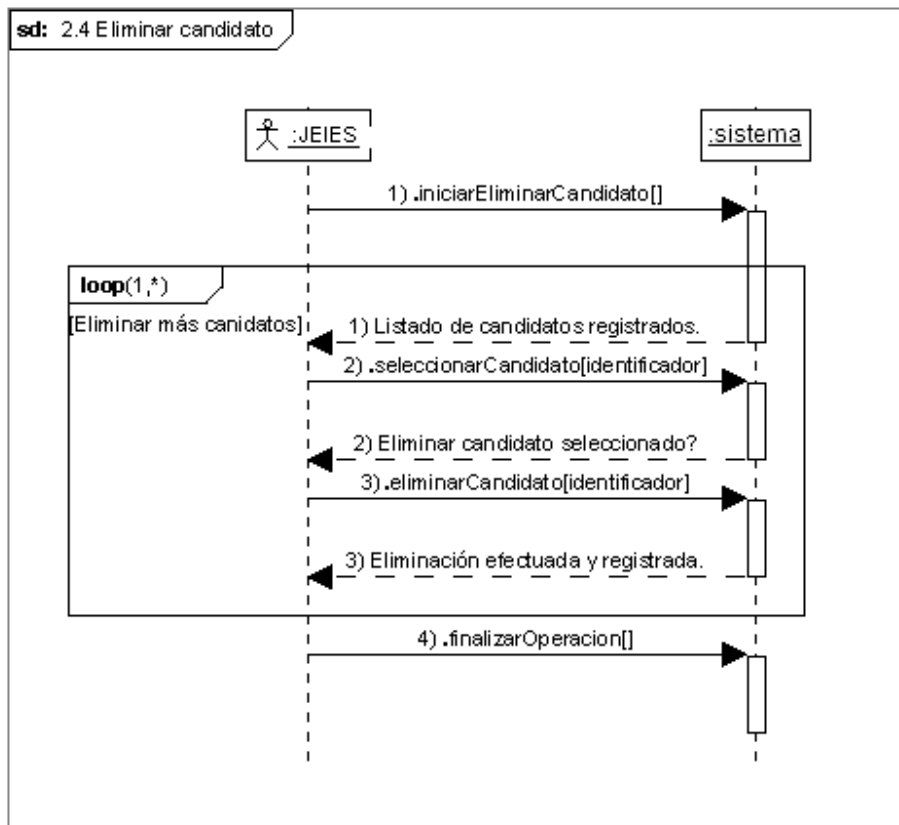 sd: 2.4 Eliminar candidato
:JEIES
:sistema
1) .iniciarEliminarCandidato[]
loop(1,*)
[Eliminar más canidatos]
1) Listado de candidatos registrados.
2) .seleccionarCandidato[identificador]
2) Eliminar candidato seleccionado?
3).eliminarCandidato[identificador]
3) Eliminación efectuada y registrada.
4) .finalizarOperacion[]